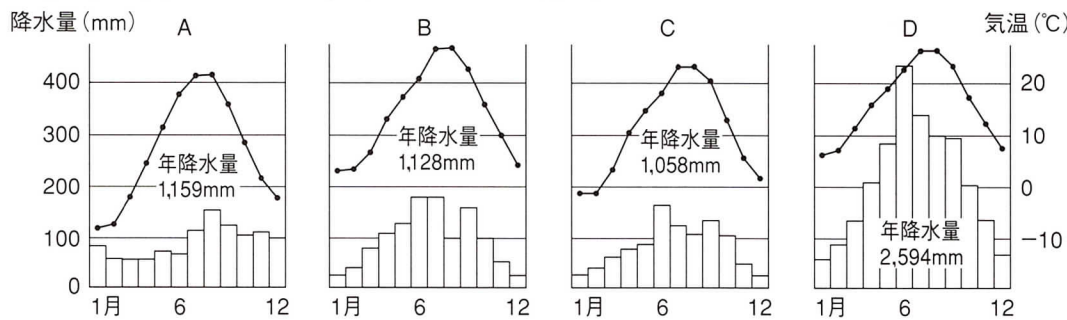 降水量(mm) A B C D 気温(℃)
400 20
300 10
200 0
100 -10
0
年降水量
1,159mm
年降水量
1,128mm
年降水量
1,058mm
年降水量
2,594mm
1月 6 12 1月 6 12 1月 6 12 1月 6 12